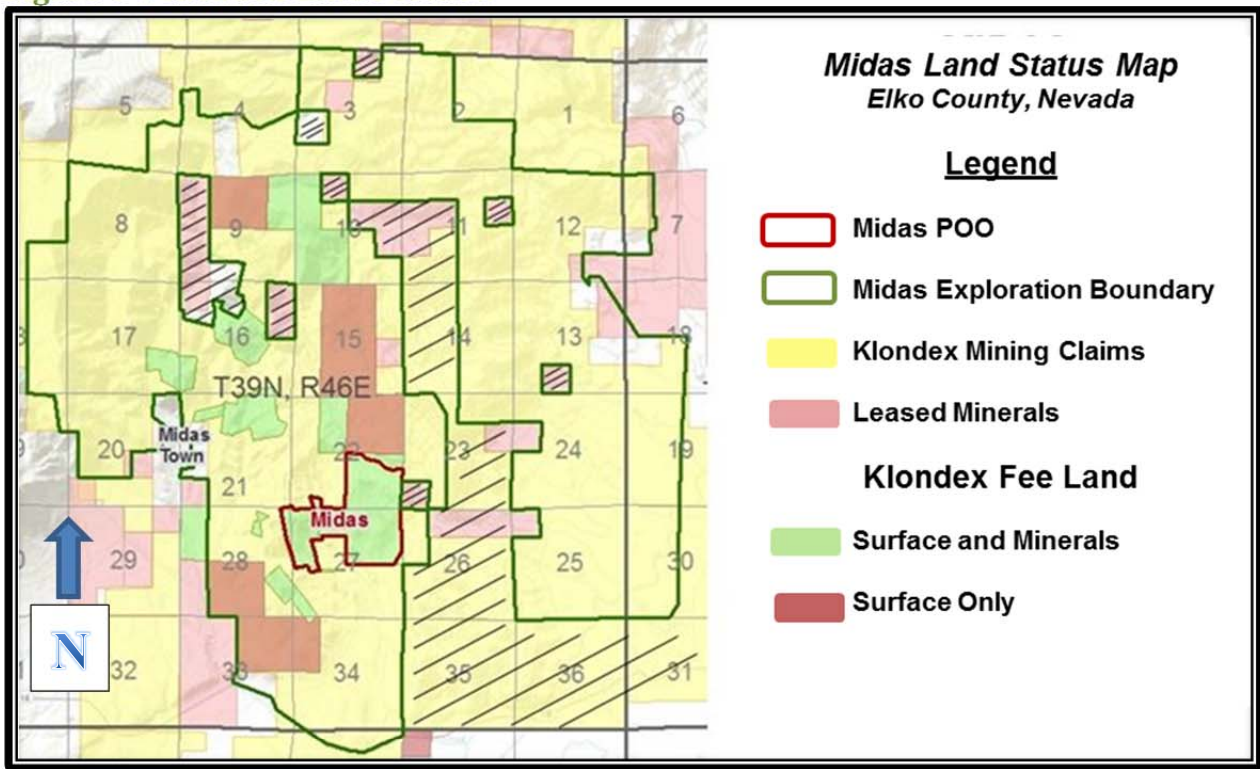 Midas Land Status Map
Elko County, Nevada
Legend
Midas POO
Midas Exploration Boundary
Klondex Mining Claims
Leased Minerals
Klondex Fee Land
Surface and Minerals
Surface Only
5 4 3 2 1 6
8 9 10 11 12 7
17 16 15 14 13 18
T39N, R46E
20 Midas
Town
21 22 23 24 19
Midas
29 28 27 26 25 30
N
32 33 34 35 36 31